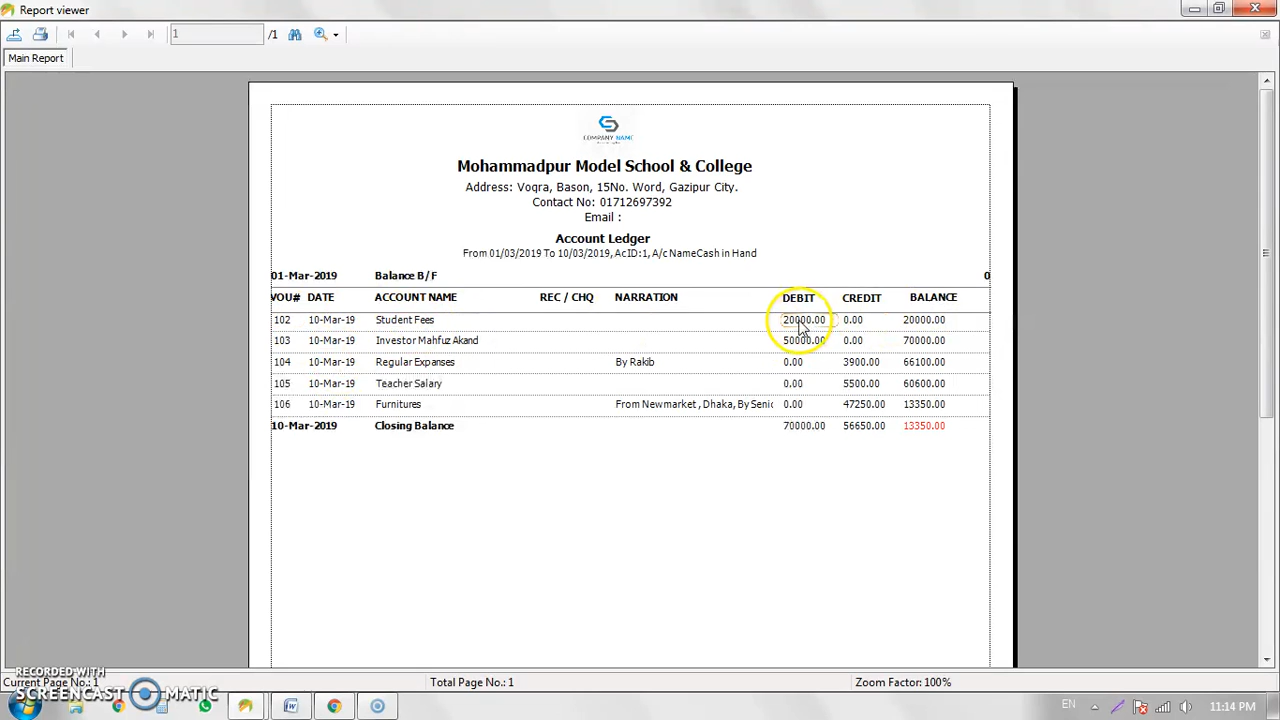 Report viewer
1 /1
Main Report
COMPANY NAME
Mohammadpur Model School & College
Address: Vogra, Bason, 15No. Word, Gazipur City.
Contact No: 01712697392
Email :
Account Ledger
From 01/03/2019 To 10/03/2019, AcID:1, A/c NameCash in Hand
01-Mar-2019 Balance B/F 0
VOU# DATE ACCOUNT NAME REC / CHQ NARRATION DEBIT CREDIT BALANCE
102 10-Mar-19 Student Fees 20000.00 0.00 20000.00
103 10-Mar-19 Investor Mahfuz Akand 50000.00 0.00 70000.00
104 10-Mar-19 Regular Expanses By Rakib 0.00 3900.00 66100.00
105 10-Mar-19 Teacher Salary 0.00 5500.00 60600.00
106 10-Mar-19 Furnitures From Newmarket , Dhaka, By Senic 0.00 47250.00 13350.00
10-Mar-2019 Closing Balance 70000.00 56650.00 13350.00
RECORDED WITH
Current Page No.: 1 Total Page No.: 1 Zoom Factor: 100%
SCREENCAST MATIC
EN 11:14 PM